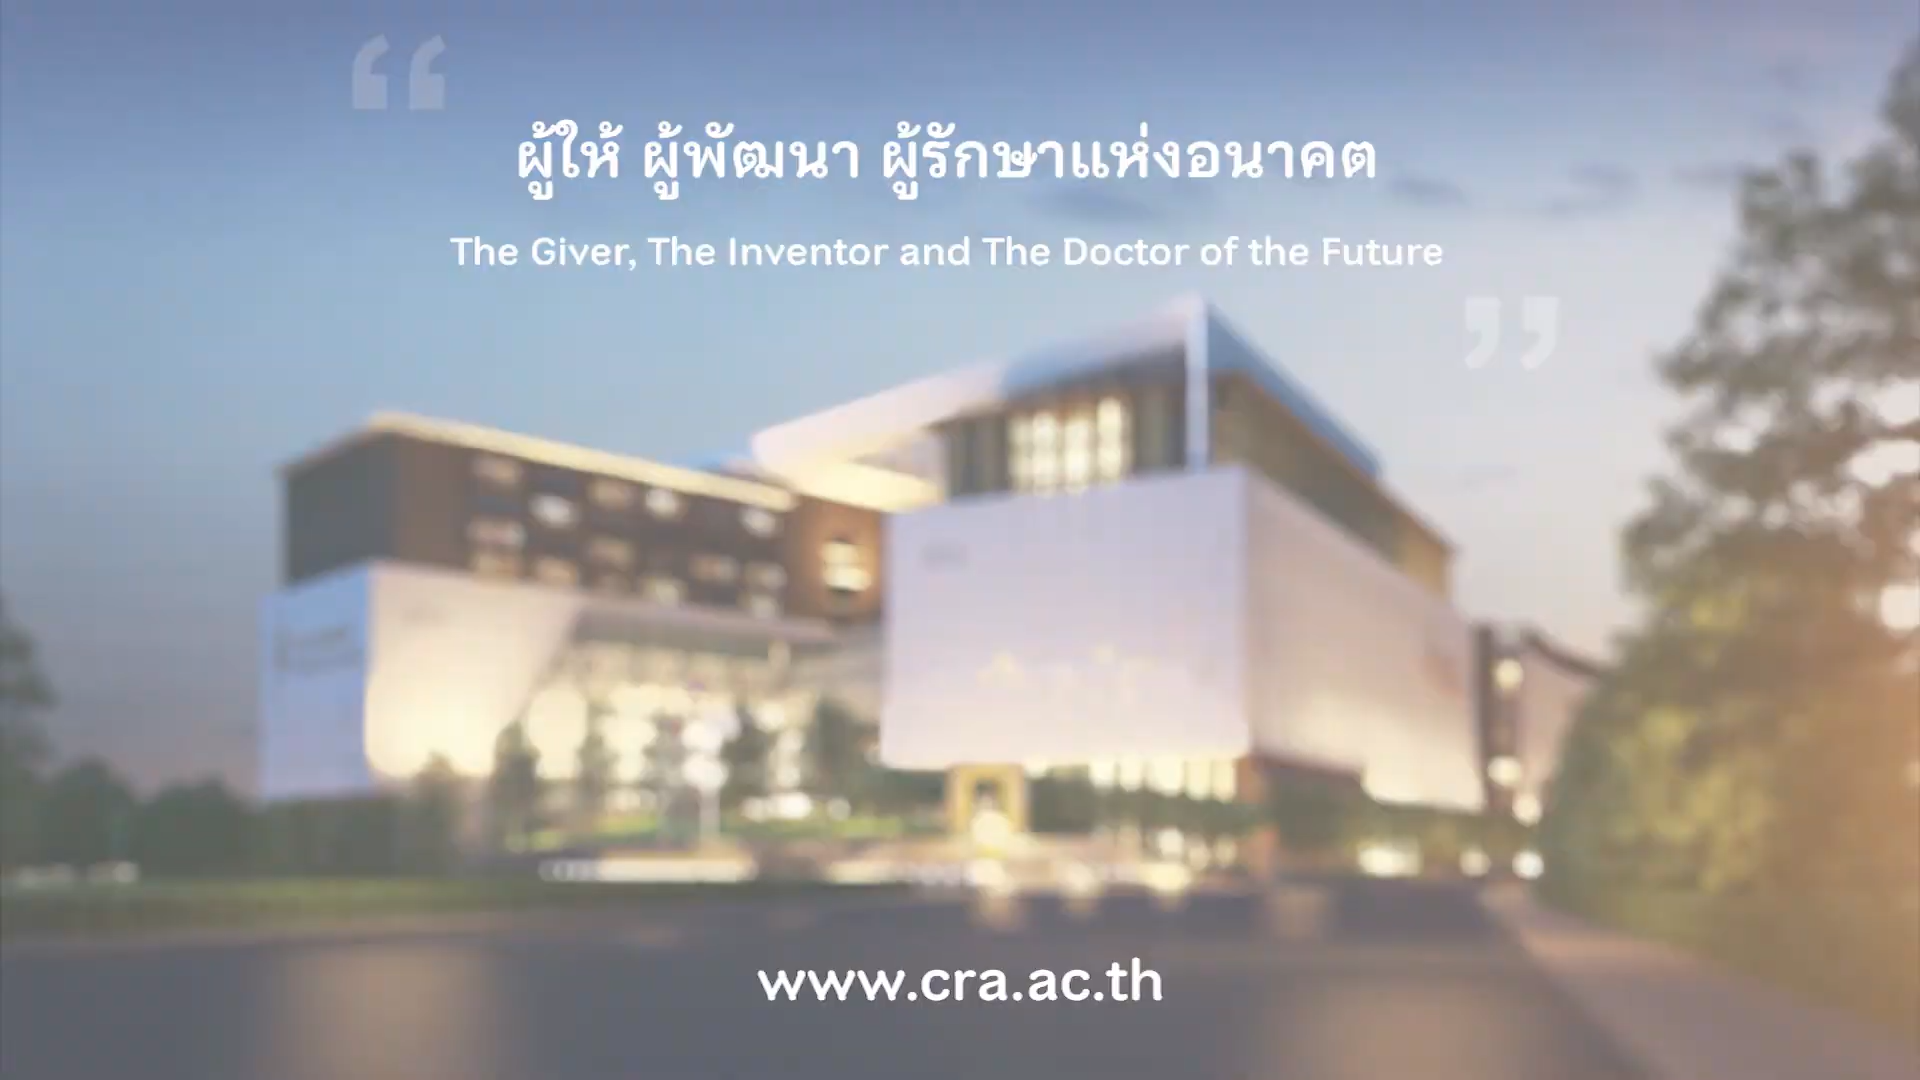 ผู้ให้ ผู้พัฒนา ผู้รักษาแห่งอนาคต
The Giver, The Inventor and The Doctor of the Future
www.cra.ac.th